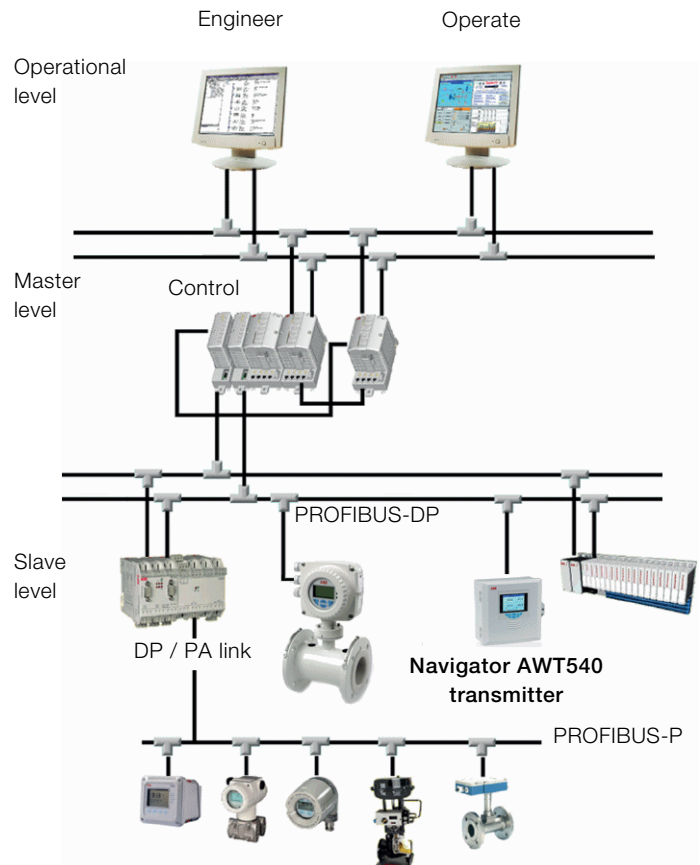 Engineer
Operate
Operational
level
Master
level
Control
PROFIBUS-DP
Slave
level
DP / PA link
Navigator AWT540
transmitter
PROFIBUS-P